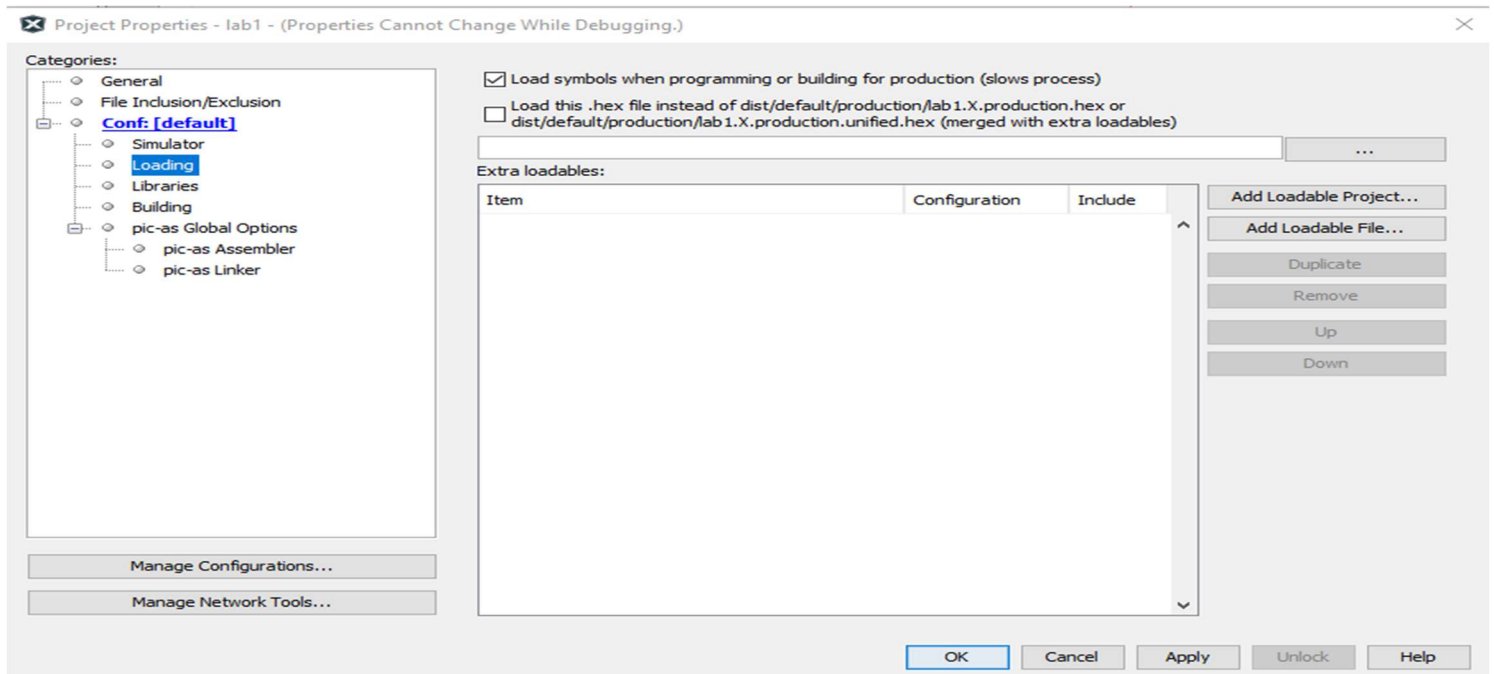 Project Properties - lab1 - (Properties Cannot Change While Debugging.)
Categories:
General
File Inclusion/Exclusion
Conf: [default]
Simulator
Loading
Libraries
Building
pic-as Global Options
pic-as Assembler
pic-as Linker
Manage Configurations...
Manage Network Tools...
Load symbols when programming or building for production (slows process)
Load this .hex file instead of dist/default/production/lab1.X.production.hex or
dist/default/production/lab1.X.production.unified.hex (merged with extra loadables)
...
Extra loadables:
Item Configuration Include
Add Loadable Project...
Add Loadable File...
Duplicate
Remove
Up
Down
OK Cancel Apply Unlock Help